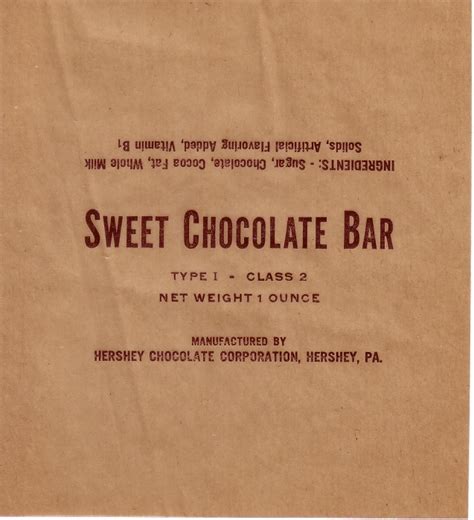 INGREDIENTS: - Sugar, Chocolate, Cocoa Fat, Whole Milk
Solids, Artificial Flavoring Added, Vitamin B1
SWEET CHOCOLATE BAR
TYPE I - CLASS 2
NET WEIGHT 1 OUNCE
MANUFACTURED BY
HERSHEY CHOCOLATE CORPORATION, HERSHEY, PA.